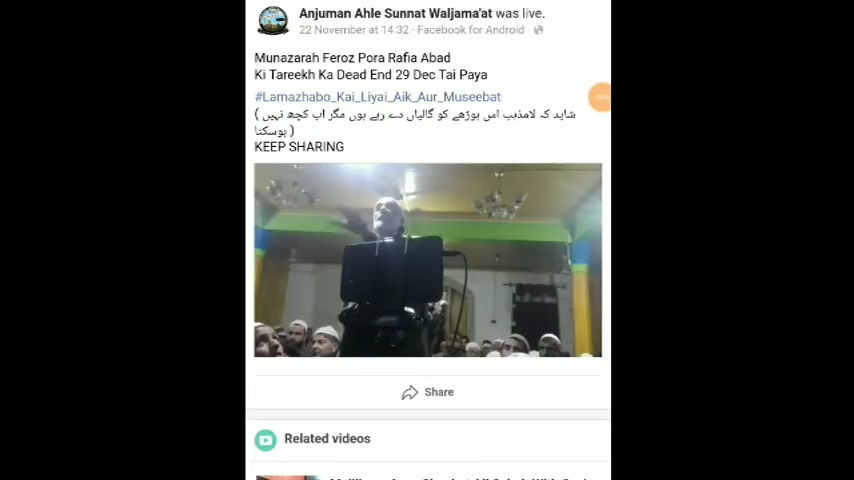 Anjuman Ahle Sunnat Waljama'at was live.
22 November at 14:32 · Facebook for Android ·
Munazarah Feroz Pora Rafia Abad
Ki Tareekh Ka Dead End 29 Dec Tai Paya
#Lamazhabo_Kai_Liyai_Aik_Aur_Museebat
( شاید کہ لامذہب اس بوڑھے کو گالیاں دے رہے ہوں مگر اب کچھ نہیں
ہوسکتا )
KEEP SHARING
Share
Related videos